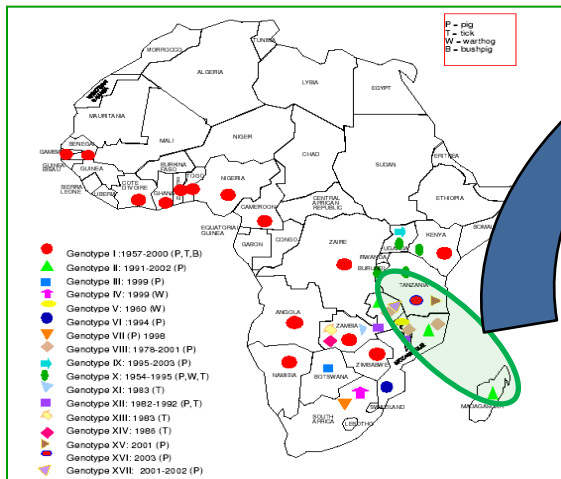 P = pig
T = tick
W = warthog
B = bushpig
TUNISIA
MORROCCO
ALGERIA
LYBIA
EGYPT
MAURITANIA
MALI
NIGER
CHAD
SUDAN
ERITREA
SENEGAL
GAMBIA
GUINEA
BISSAU
GUINEA
BURKINA
FASO
SIERRA
LEONE
LIBERIA
COTE
D'IVOIRE
GHANA
TOGO
NIGERIA
CAMEROON
CENTRAL
AFRICAN
REPUBLIC
ETHIOPIA
SOMAL
EQUATORIAL
GUINEA
GABON
CONGO
ZAIRE
UGANDA
KENYA
RWANDA
BURUNDI
TANZANIA
ANGOLA
ZAMBIA
ZIMBABWE
NAMIBIA
BOTSWANA
MADAGASCAR
SWAZILAND
SOUTH
AFRICA
LESOTHO
Genotype I :1957-2000 (P,T,B)
Genotype II: 1991-2002 (P)
Genotype III: 1999 (P)
Genotype IV: 1999 (W)
Genotype V: 1960 (W)
Genotype VI: 1994 (P)
Genotype VII (P) 1998
Genotype VIII: 1978-2001 (P)
Genotype IX: 1995-2003 (P)
Genotype X: 1954-1995 (P,W,T)
Genotype XI: 1983 (T)
Genotype XII: 1982-1992 (P,T)
Genotype XIII: 1983 (T)
Genotype XIV: 1986 (T)
Genotype XV: 2001 (P)
Genotype XVI: 2003 (P)
Genotype XVII: 2001-2002 (P)